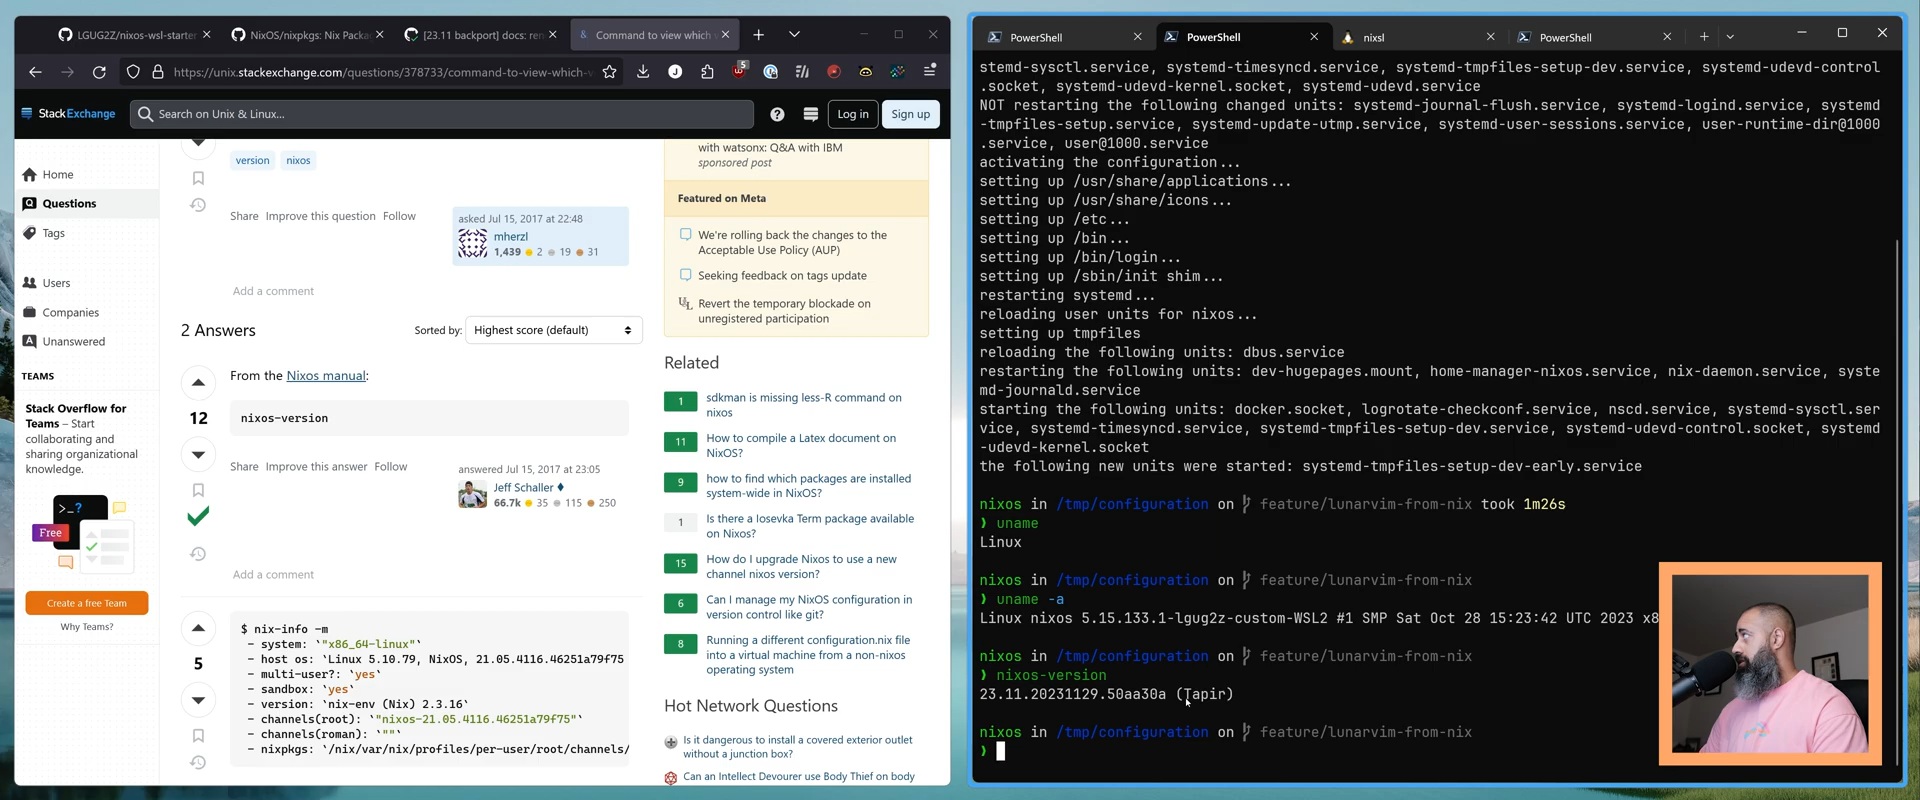 LGUG2Z/nixos-wsl-starter
NixOS/nixpkgs: Nix Packa
[23.11 backport] docs: ren
Command to view which
https://unix.stackexchange.com/questions/378733/command-to-view-which-
5
StackExchange
Search on Unix & Linux...
Log in
Sign up
Home
Questions
Tags
Users
Companies
Unanswered
TEAMS
Stack Overflow for
Teams – Start
collaborating and
sharing organizational
knowledge.
>_?
Free
Create a free Team
Why Teams?
version
nixos
Share Improve this question Follow
asked Jul 15, 2017 at 22:48
mherzl
1,439 2 19 31
Add a comment
2 Answers
Sorted by:
Highest score (default)
From the Nixos manual:
12
nixos-version
Share Improve this answer Follow
answered Jul 15, 2017 at 23:05
Jeff Schaller
66.7k 35 115 250
Add a comment
5
$ nix-info -m
- system: `"x86_64-linux"`
- host os: `Linux 5.10.79, NixOS, 21.05.4116.46251a79f75
- multi-user?: `yes`
- sandbox: `yes`
- version: `nix-env (Nix) 2.3.16`
- channels(root): `"nixos-21.05.4116.46251a79f75"`
- channels(roman): `""`
- nixpkgs: `/nix/var/nix/profiles/per-user/root/channels/
with watsonx: Q&A with IBM
sponsored post
Featured on Meta
We're rolling back the changes to the
Acceptable Use Policy (AUP)
Seeking feedback on tags update
Revert the temporary blockade on
unregistered participation
Related
1 sdkman is missing less-R command on
nixos
11 How to compile a Latex document on
NixOS?
9 how to find which packages are installed
system-wide in NixOS?
1 Is there a Iosevka Term package available
on Nixos?
15 How do I upgrade Nixos to use a new
channel nixos version?
6 Can I manage my NixOS configuration in
version control like git?
8 Running a different configuration.nix file
into a virtual machine from a non-nixos
operating system
Hot Network Questions
Is it dangerous to install a covered exterior outlet
without a junction box?
Can an Intellect Devourer use Body Thief on body
PowerShell
PowerShell
nixsl
PowerShell
stemd-sysctl.service, systemd-timesyncd.service, systemd-tmpfiles-setup-dev.service, systemd-udevd-control
.socket, systemd-udevd-kernel.socket, systemd-udevd.service
NOT restarting the following changed units: systemd-journal-flush.service, systemd-logind.service, systemd
-tmpfiles-setup.service, systemd-update-utmp.service, systemd-user-sessions.service, user-runtime-dir@1000
.service, user@1000.service
activating the configuration...
setting up /usr/share/applications...
setting up /usr/share/icons...
setting up /etc...
setting up /bin...
setting up /bin/login...
setting up /sbin/init shim...
restarting systemd...
reloading user units for nixos...
setting up tmpfiles
reloading the following units: dbus.service
restarting the following units: dev-hugepages.mount, home-manager-nixos.service, nix-daemon.service, syste
md-journald.service
starting the following units: docker.socket, logrotate-checkconf.service, nscd.service, systemd-sysctl.ser
vice, systemd-timesyncd.service, systemd-tmpfiles-setup-dev.service, systemd-udevd-control.socket, systemd
-udevd-kernel.socket
the following new units were started: systemd-tmpfiles-setup-dev-early.service
nixos in /tmp/configuration on feature/lunarvim-from-nix took 1m26s
❯ uname
Linux
nixos in /tmp/configuration on feature/lunarvim-from-nix
❯ uname -a
Linux nixos 5.15.133.1-lgug2z-custom-WSL2 #1 SMP Sat Oct 28 15:23:42 UTC 2023 x8
nixos in /tmp/configuration on feature/lunarvim-from-nix
❯ nixos-version
23.11.20231129.50aa30a (Tapir)
nixos in /tmp/configuration on feature/lunarvim-from-nix
❯